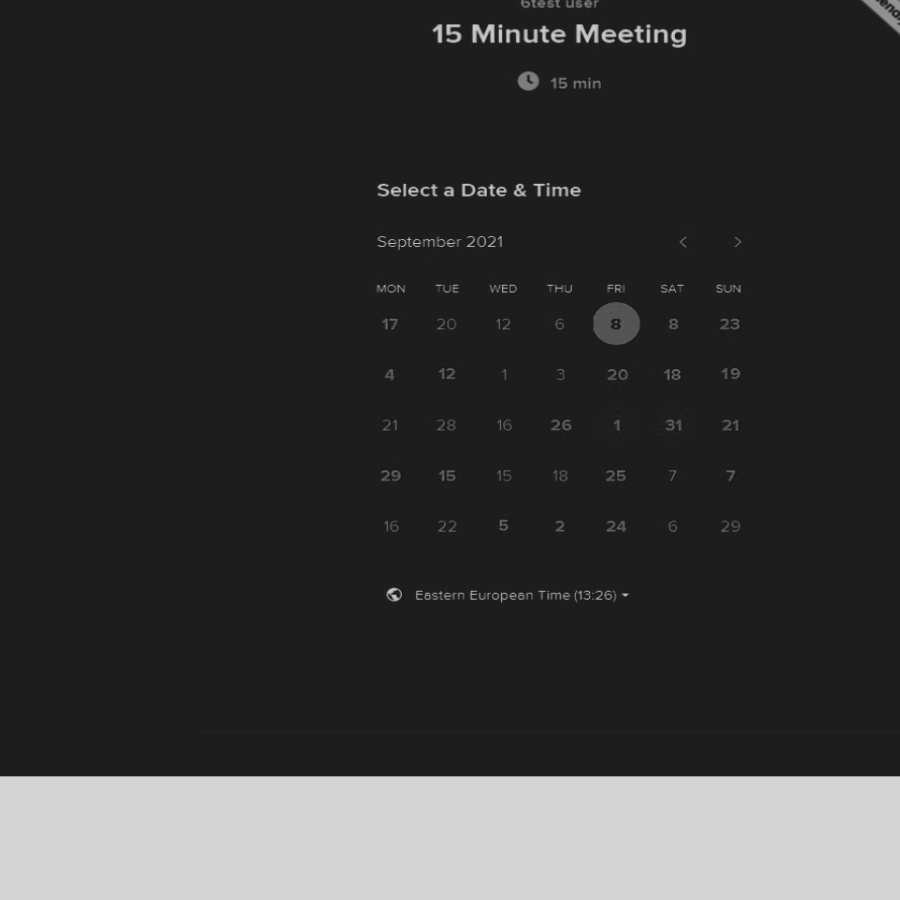 6test user
15 Minute Meeting
15 min
Select a Date & Time
September 2021
MON TUE WED THU FRI SAT SUN
17 20 12 6 8 8 23
4 12 1 3 20 18 19
21 28 16 26 1 31 21
29 15 15 18 25 7 7
16 22 5 2 24 6 29
Eastern European Time (13:26)